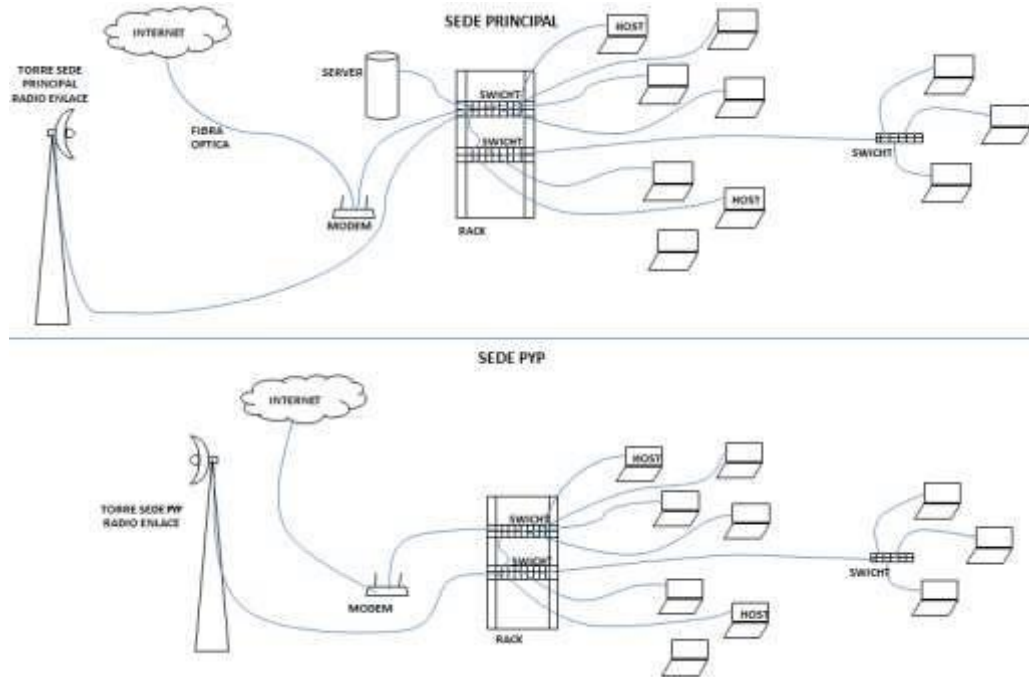 SEDE PRINCIPAL
INTERNET
HOST
TORRE SEDE
PRINCIPAL
RADIO ENLACE
SERVER
SWICHT
FIBRA
OPTICA
SWICHT
SWICHT
HOST
MODEM
RACK
SEDE PYP
INTERNET
HOST
TORRE SEDE PYP
RADIO ENLACE
SWICHT
SWICHT
SWICHT
MODEM
HOST
RACK